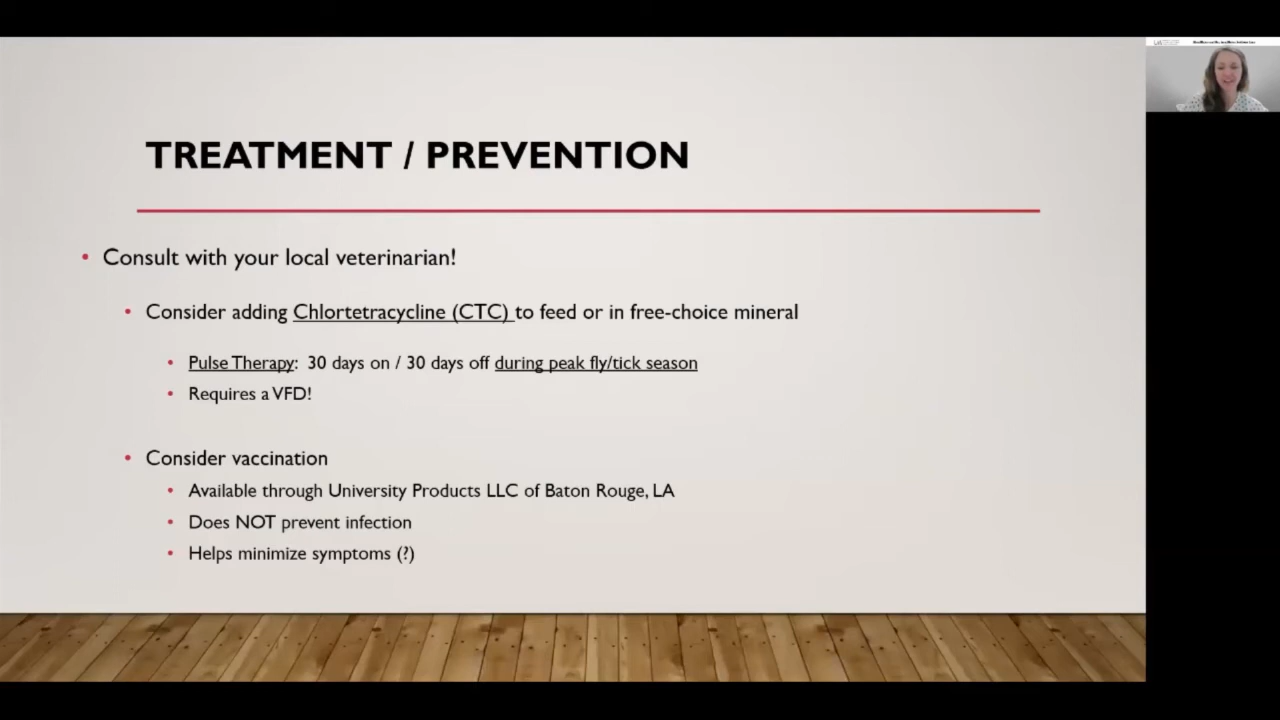 TREATMENT / PREVENTION
• Consult with your local veterinarian!
• Consider adding Chlortetracycline (CTC) to feed or in free-choice mineral
• Pulse Therapy: 30 days on / 30 days off during peak fly/tick season
• Requires a VFD!
• Consider vaccination
• Available through University Products LLC of Baton Rouge, LA
• Does NOT prevent infection
• Helps minimize symptoms (?)